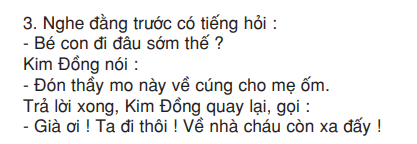 3. Nghe đằng trước có tiếng hỏi :
- Bé con đi đâu sớm thế ?
Kim Đồng nói :
- Đón thầy mo này về cúng cho mẹ ốm.
Trả lời xong, Kim Đồng quay lại, gọi :
- Già ơi ! Ta đi thôi ! Về nhà cháu còn xa đấy !